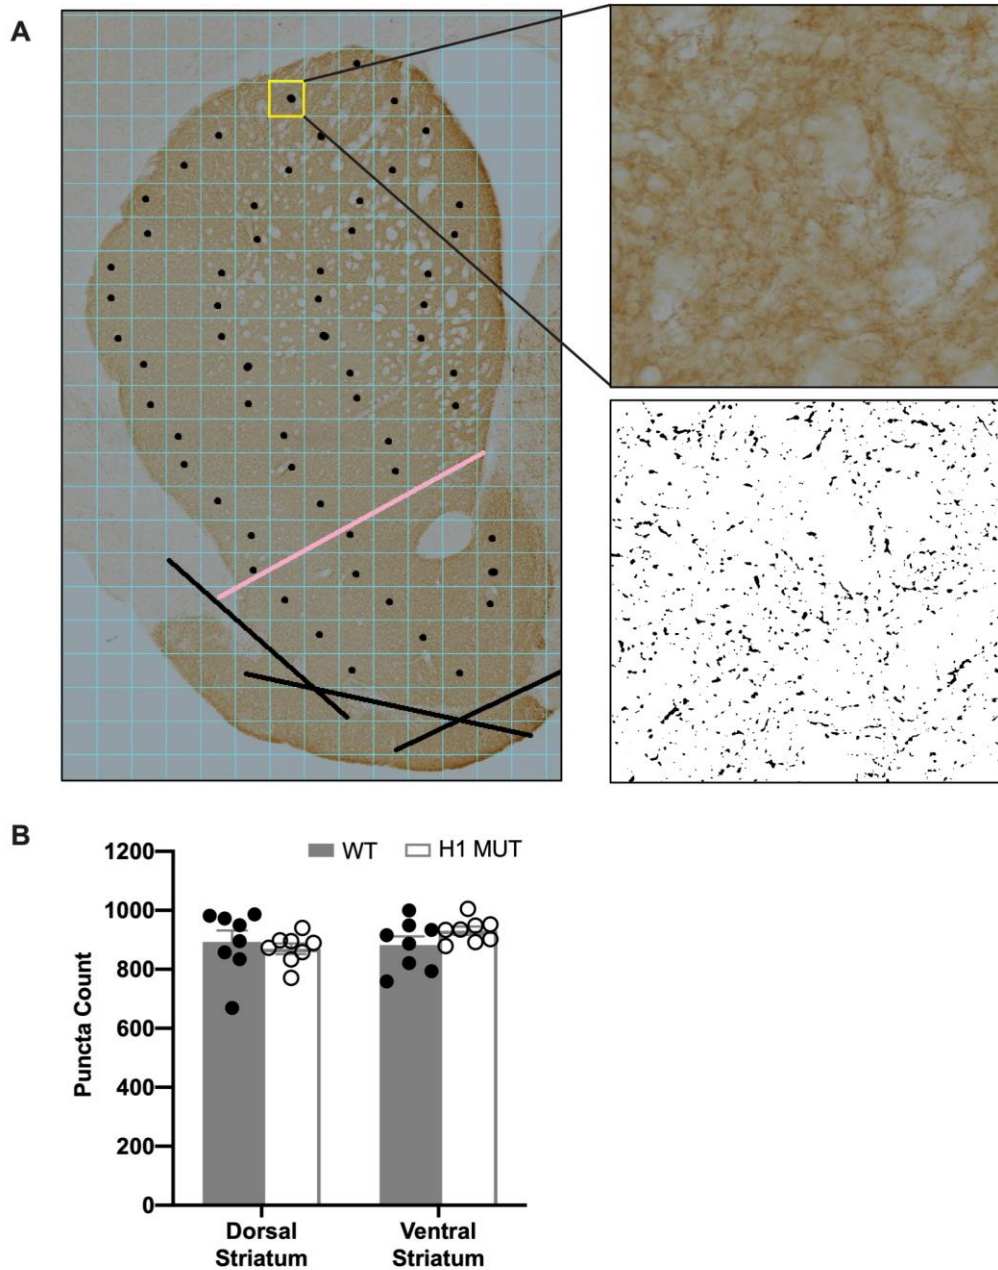 A
B
1200
1000
800
600
400
200
0
Puncta Count
WT
H1 MUT
Dorsal
Striatum
Ventral
Striatum